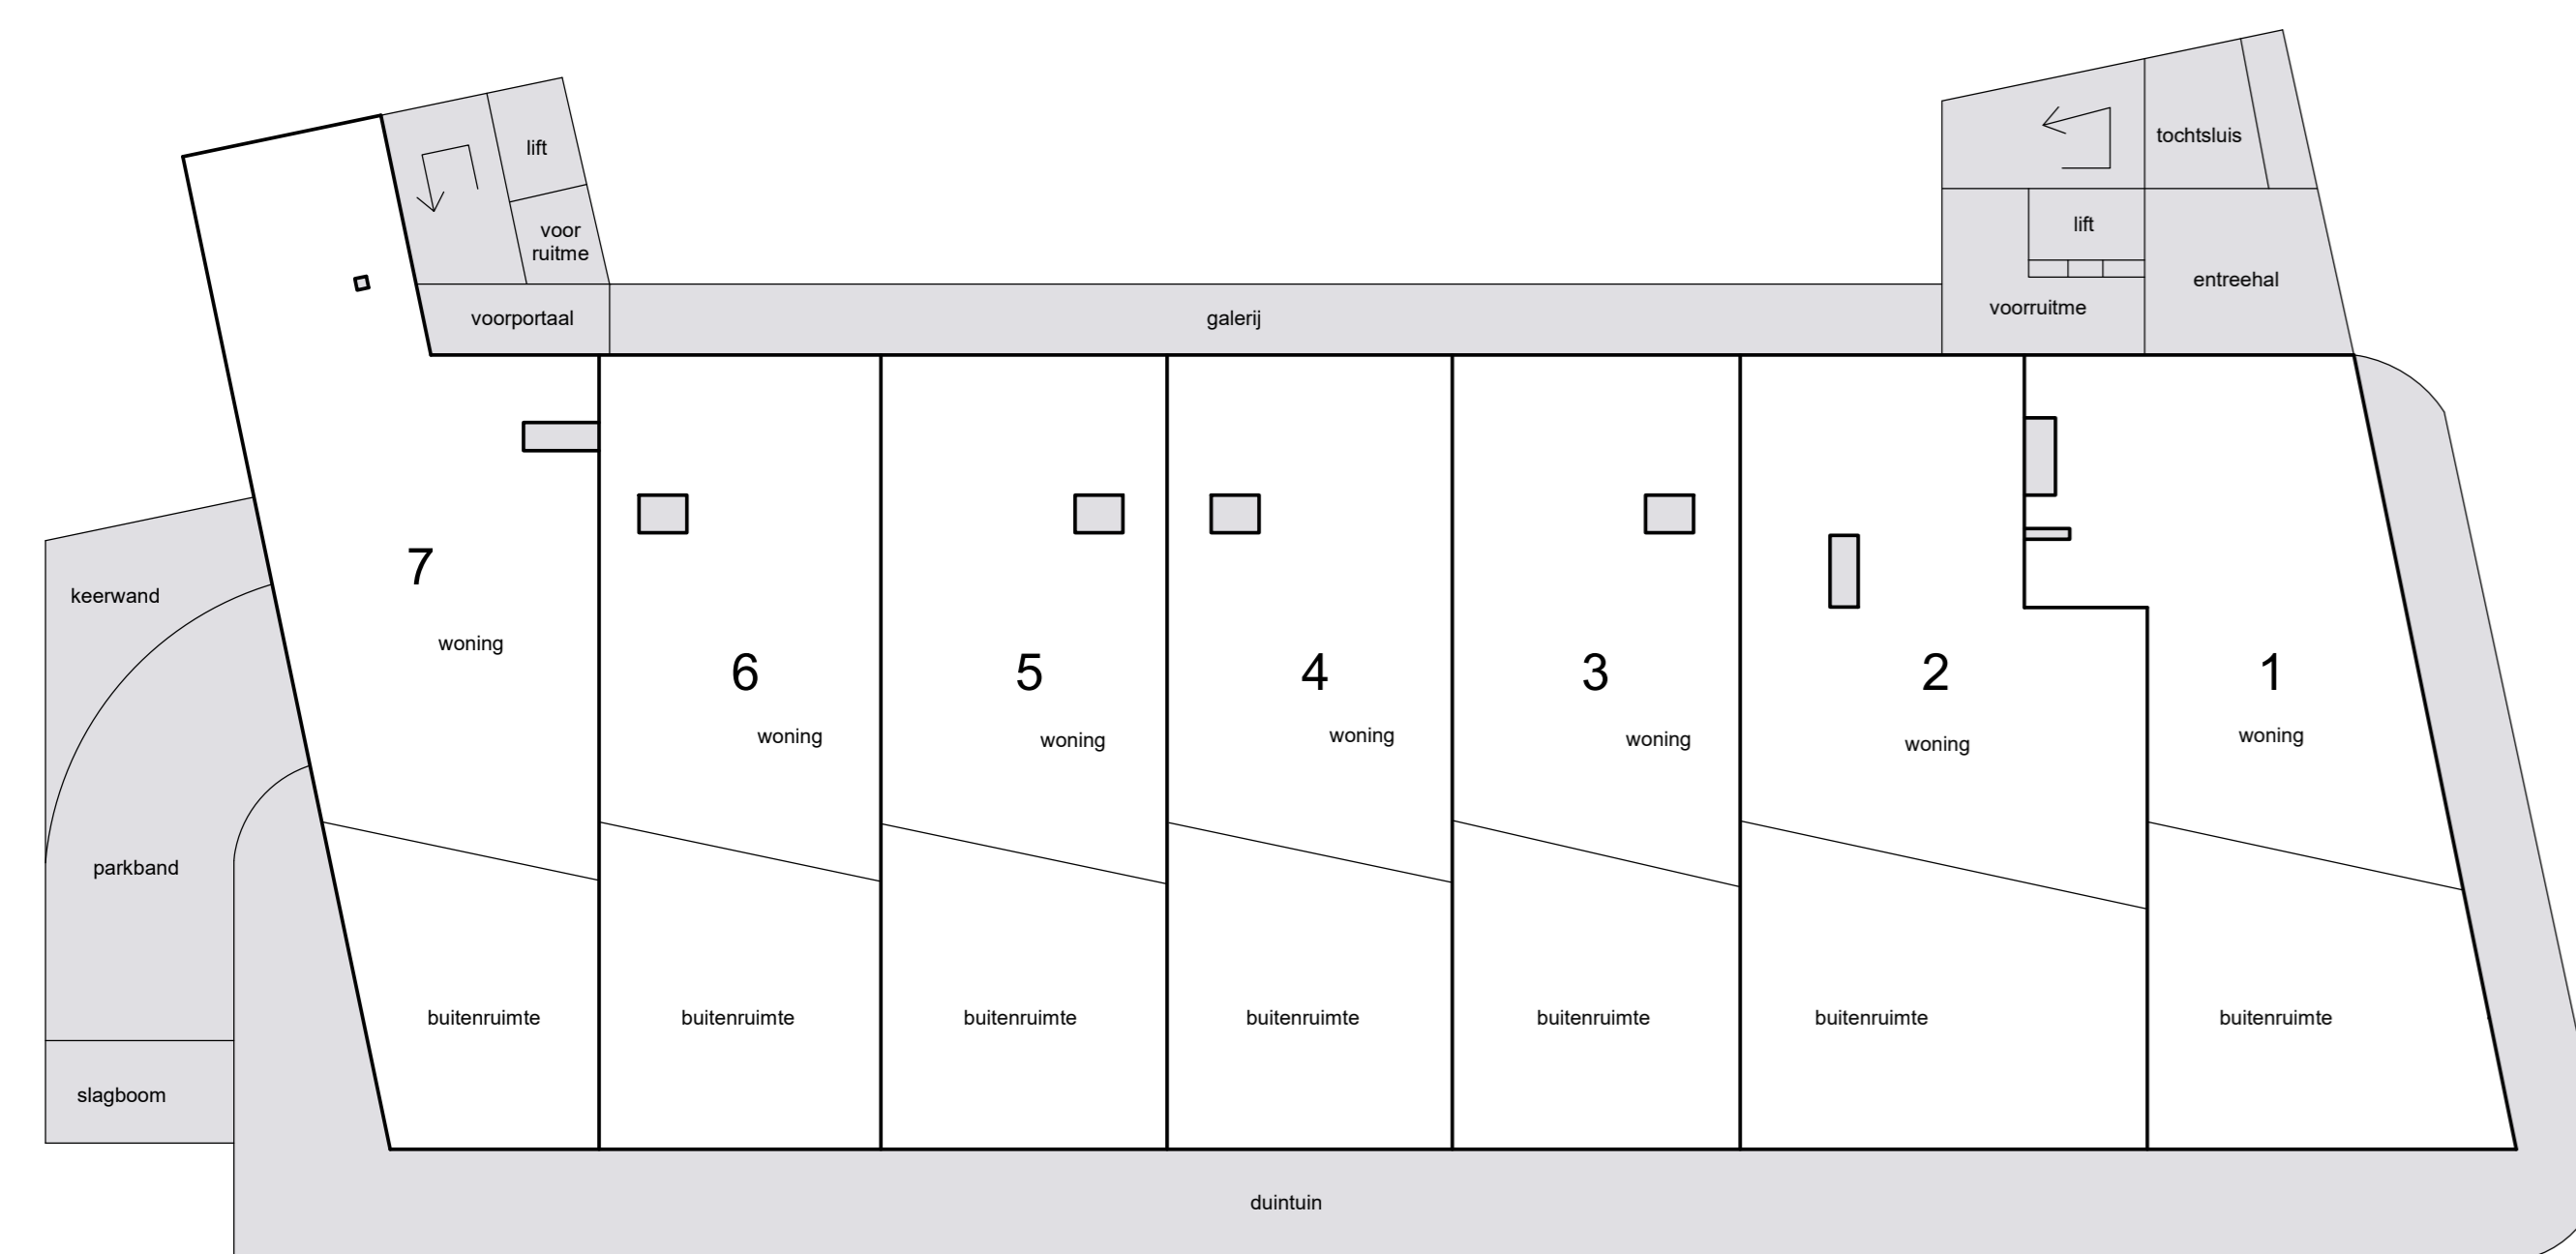 lift
tochtsluis
voor
ruitme
lift
entreehal
voorruitme
voorportaal
galerij
keerwand
7
woning
6
woning
5
woning
4
woning
3
woning
2
woning
1
woning
parkband
buitenruimte
buitenruimte
buitenruimte
buitenruimte
buitenruimte
buitenruimte
buitenruimte
slagboom
duintuin